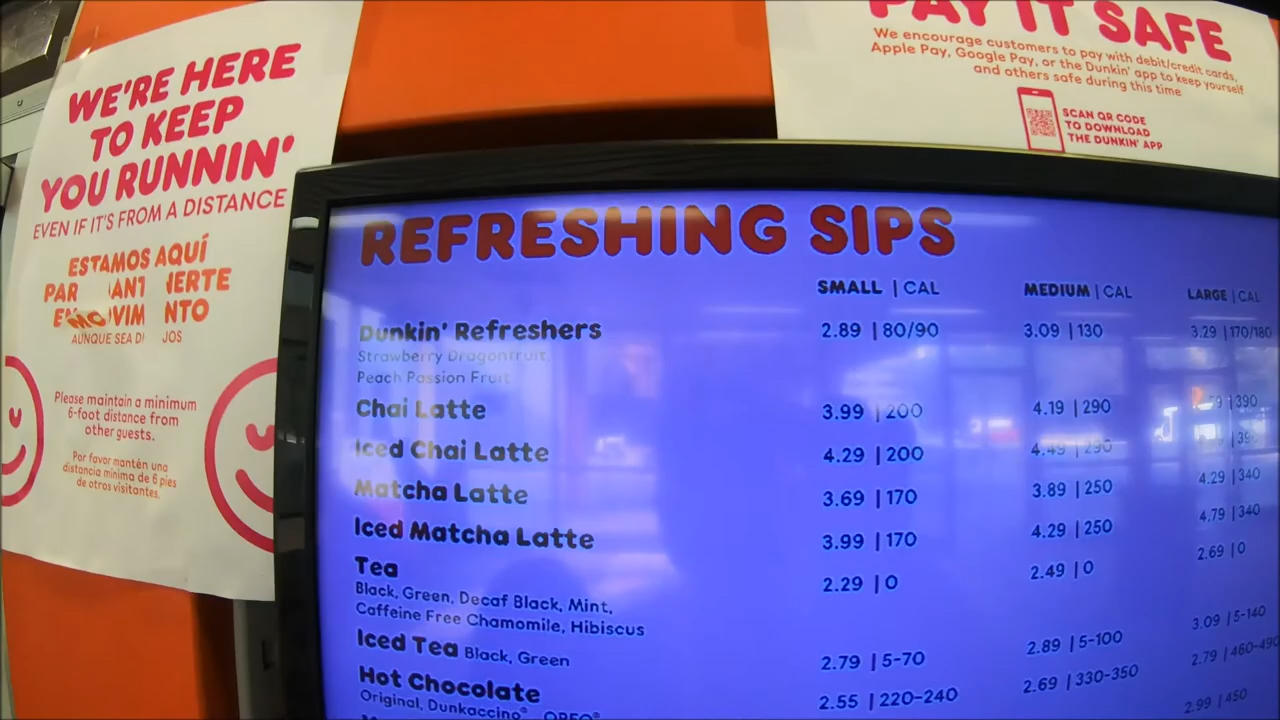 WE'RE HERE
TO KEEP
YOU RUNNIN'
EVEN IF IT'S FROM A DISTANCE
ESTAMOS AQUÍ
Please maintain a minimum
6-foot distance from
other guests.
Por favor mantén una
distancia mínima de 6 pies
de otros visitantes.
PAY IT SAFE
We encourage customers to pay with debit/credit cards,
Apple Pay, Google Pay, or the Dunkin' app to keep yourself
and others safe during this time
SCAN QR CODE
TO DOWNLOAD
THE DUNKIN' APP
REFRESHING SIPS
SMALL | CAL MEDIUM | CAL LARGE | CAL
Dunkin' Refreshers 2.89 | 80/90 3.09 | 130 3.29 | 170/180
Strawberry Dragonfruit,
Peach Passion Fruit
Chai Latte 3.99 | 200 4.19 | 290 | 390
Iced Chai Latte 4.29 | 200 4.49 | 290
Matcha Latte 3.69 | 170 3.89 | 250 4.29 | 340
Iced Matcha Latte 3.99 | 170 4.29 | 250 4.79 | 340
Tea 2.29 | 0 2.49 | 0 2.69 | 0
Black, Green, Decaf Black, Mint,
Caffeine Free Chamomile, Hibiscus
Iced Tea Black, Green 2.79 | 5-70 2.89 | 5-100 3.09 | 5-140
Hot Chocolate 2.55 | 220-240 2.69 | 330-350 2.79 | 460-490
Original, Dunkaccino®, OREO®
2.99 | 450